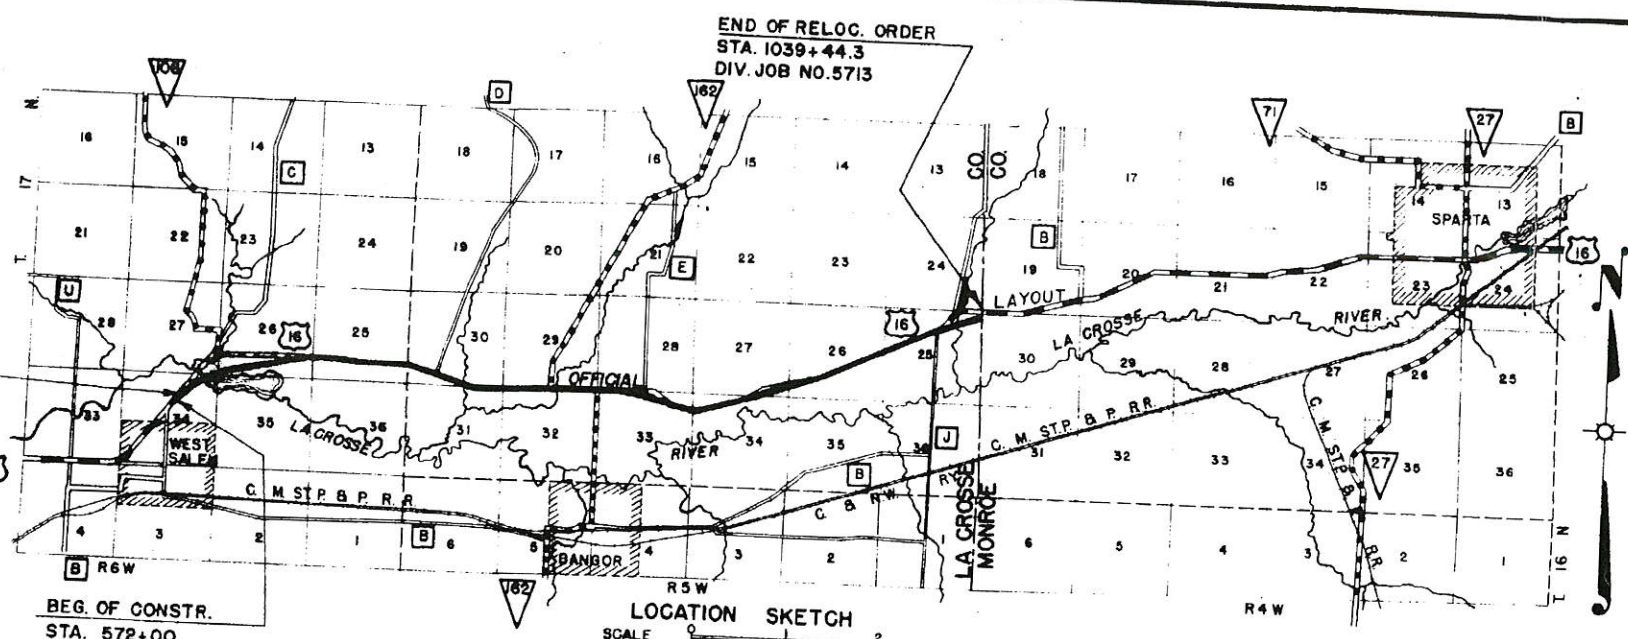 END OF RELOC. ORDER
STA. 1039+44.3
DIV. JOB NO. 5713
108
D
162
71
27
B
16 15 14 13 18 17 16 15 14 13 CO. CO. 18 17 16 15 14 13
C
T. 17 N
SPARTA
21 22 23 24 19 20 21 22 23 24 B 19 20 21 22 23 24
E
16
U
LAYOUT
28 27 26 16 25 30 29 28 27 26 16 25 30 29 28 27 26 25
LA CROSSE RIVER
N
OFFICIAL
33 34 35 36 31 32 33 34 35 36 31 32 33 34 35 36
WEST SALEM
LA CROSSE RIVER
J
C. M. ST. P. & P. R.R.
C. M. ST. P. & P. R.R.
27
B
C. M. ST. P. & P. R.R.
C. & N.W. RY.
LA CROSSE
MONROE
4 3 2 1 B 6 5 4 3 2 1 6 5 4 3 2 1
BANGOR
T. 16 N
B R6W
162
R5W
R4W
BEG. OF CONSTR.
STA. 572+00
LOCATION SKETCH
SCALE 0 1 2